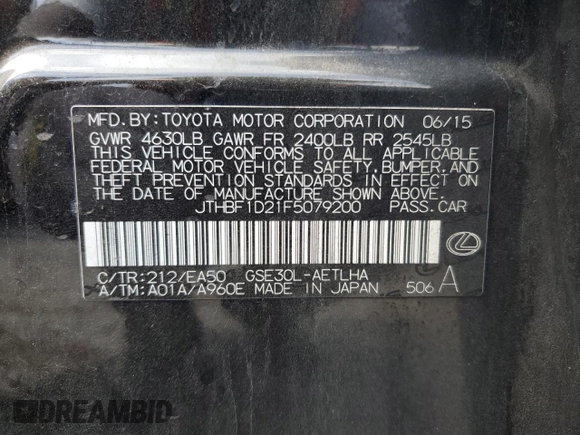 MFD. BY: TOYOTA MOTOR CORPORATION 06/15
GVWR 4630LB GAWR FR 2400LB RR 2545LB
THIS VEHICLE CONFORMS TO ALL APPLICABLE
FEDERAL MOTOR VEHICLE SAFETY, BUMPER, AND
THEFT PREVENTION STANDARDS IN EFFECT ON
THE DATE OF MANUFACTURE SHOWN ABOVE.
JTHBF1D21F5079200 PASS. CAR
C/TR: 212/EA50 GSE30L-AETLHA
A/TM: A01A/A960E MADE IN JAPAN 506 A
DREAMBID